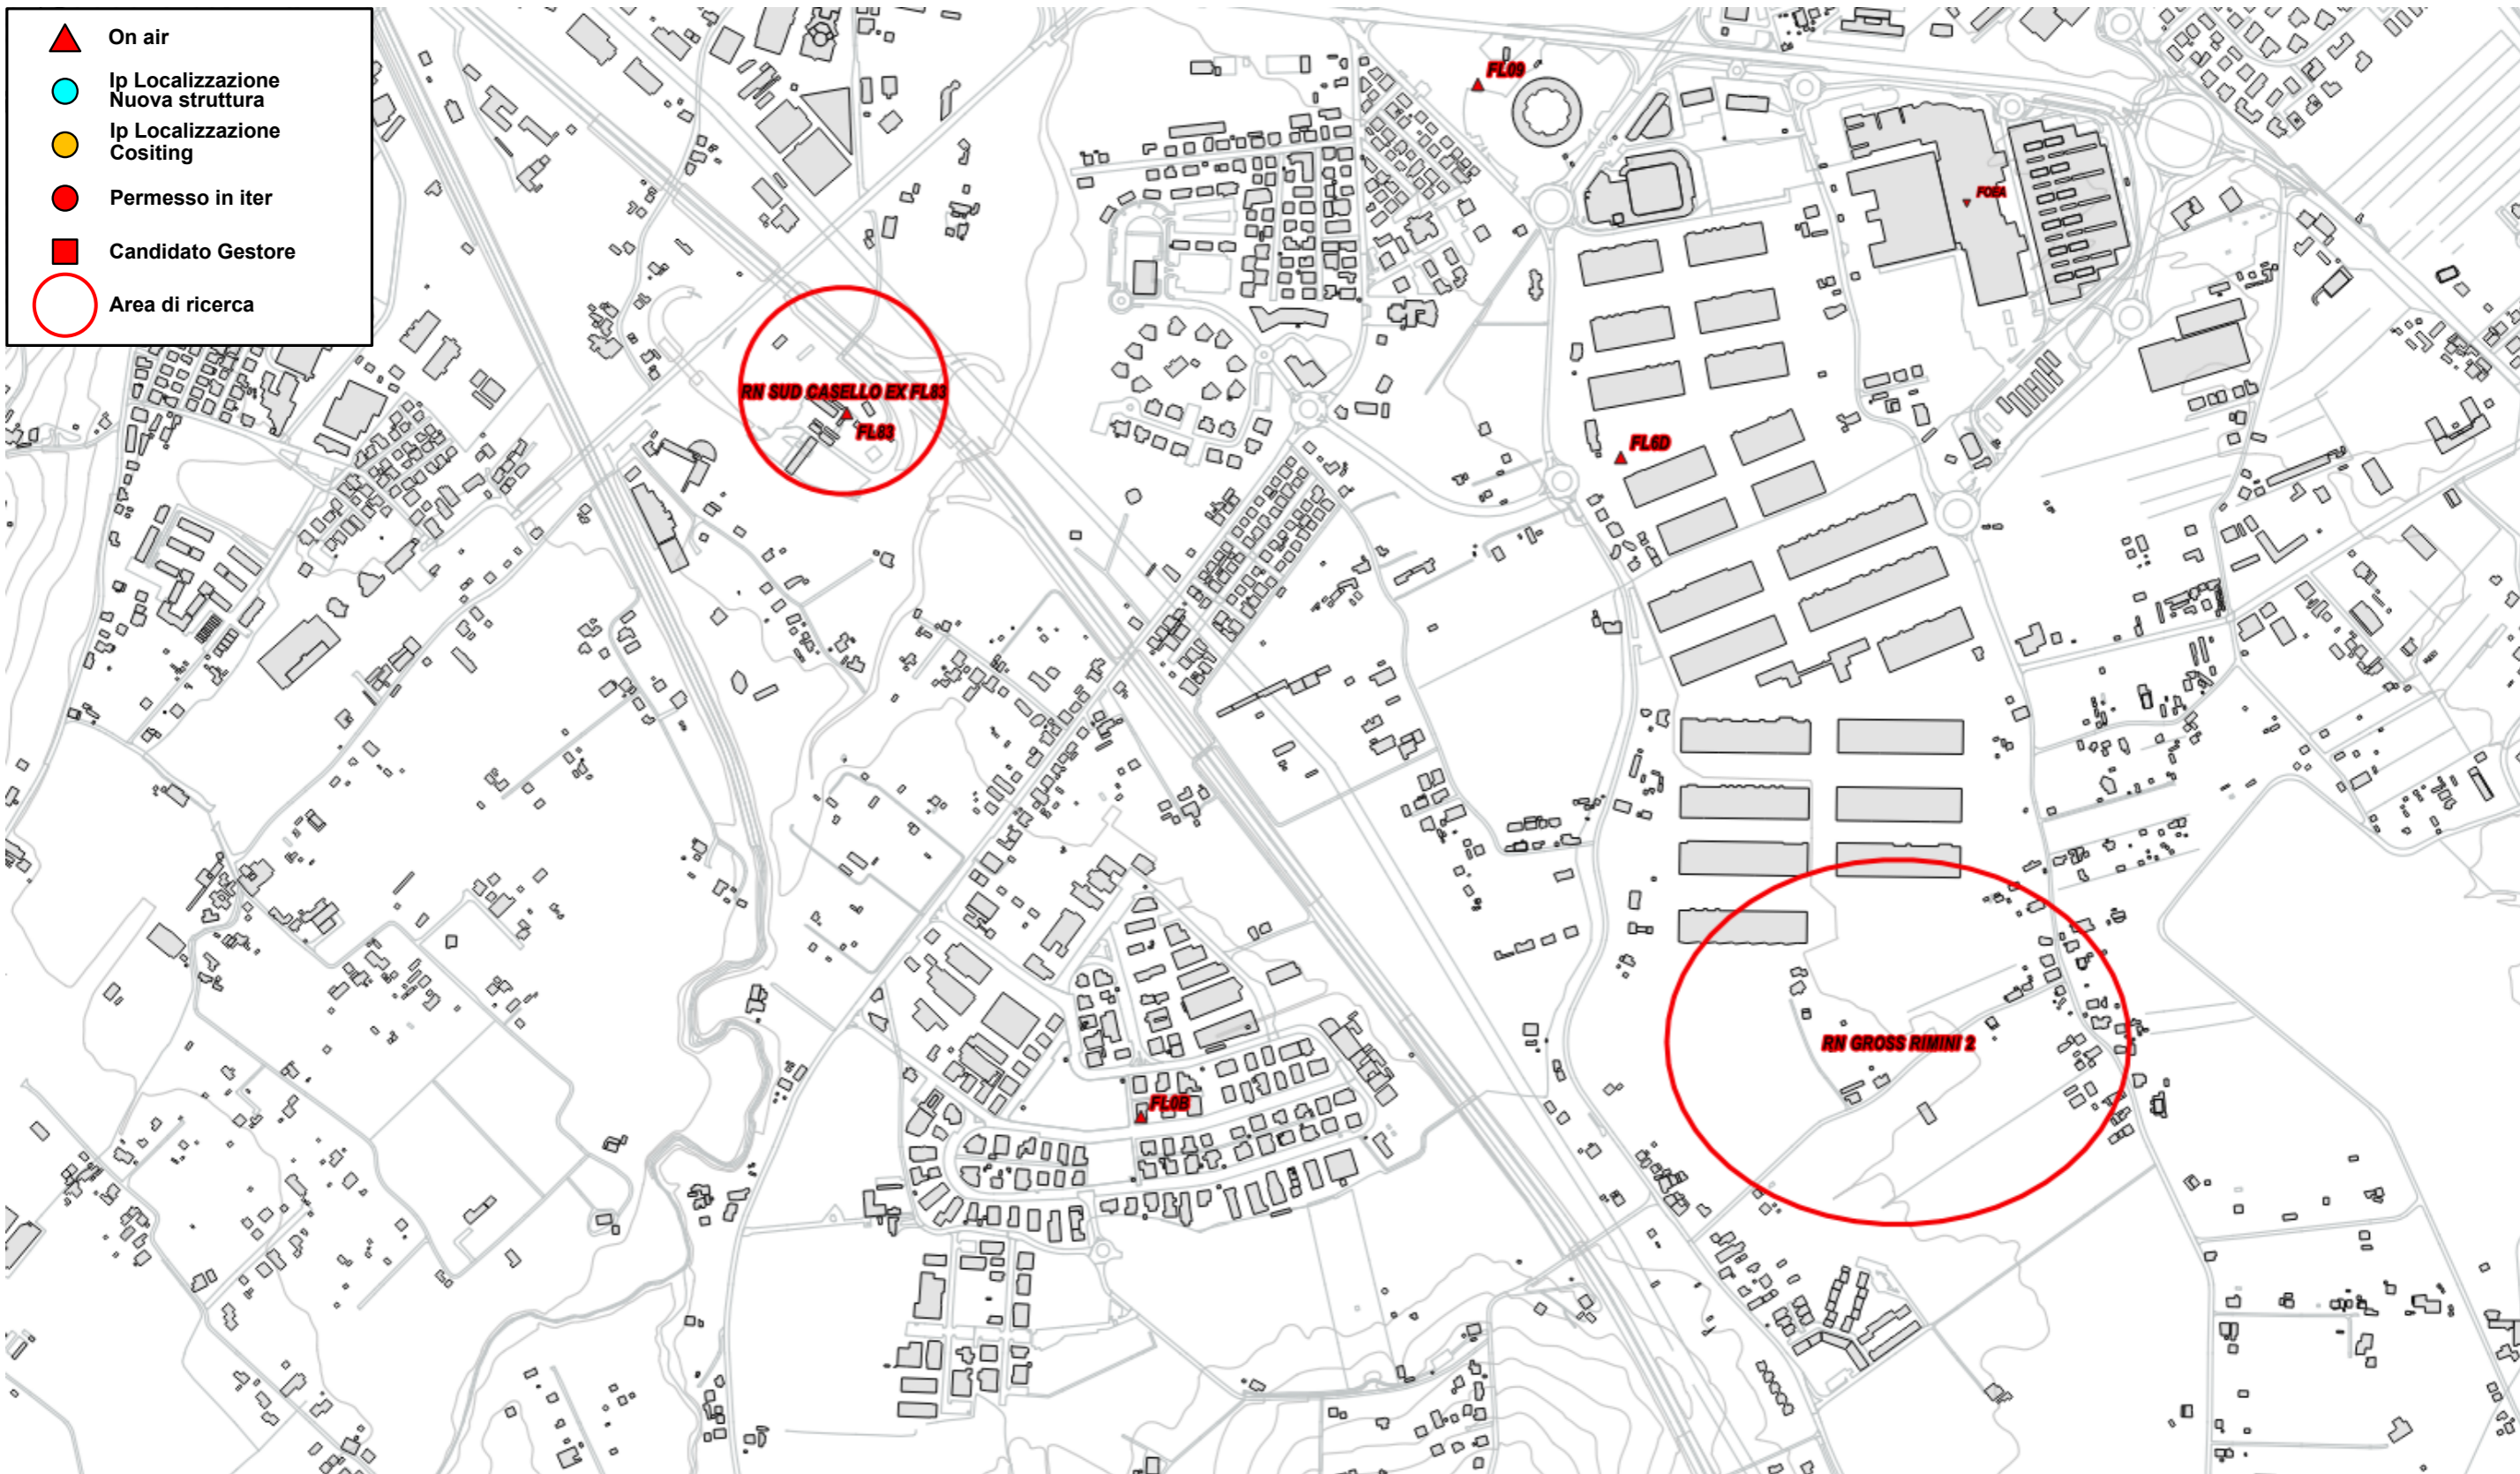 On air
Ip Localizzazione
Nuova struttura
Ip Localizzazione
Cositing
Permesso in iter
Candidato Gestore
Area di ricerca
FL09
FOEA
RN SUD CASELLO EX FL83
FL83
FL6D
RN GROSS RIMINI 2
FL0B